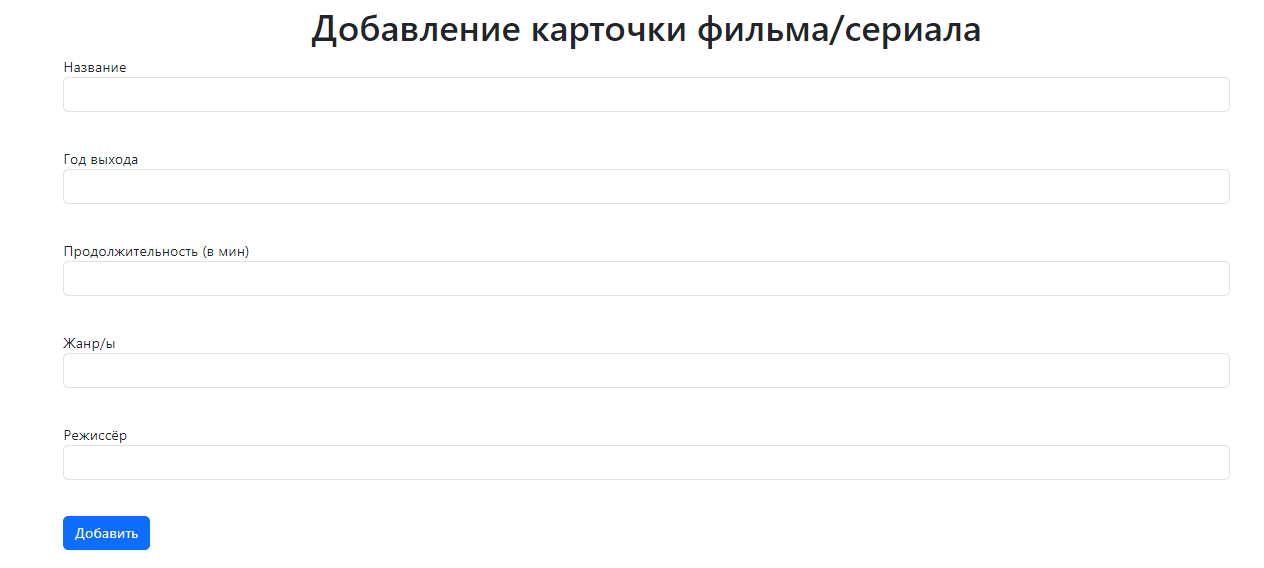 Добавление карточки фильма/сериала
Название
Год выхода
Продолжительность (в мин)
Жанр/ы
Режиссёр
Добавить